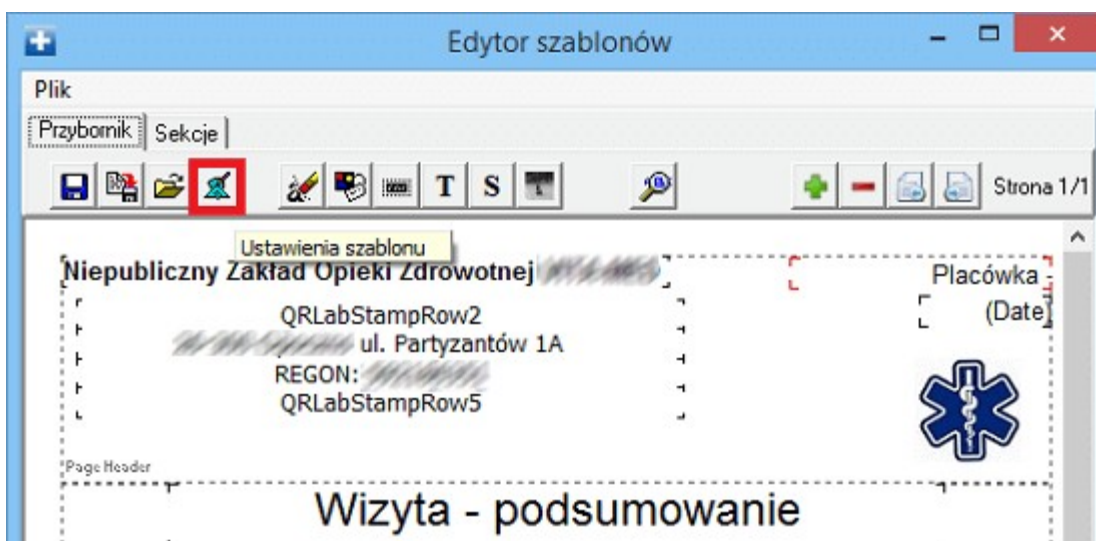 Edytor szablonów
Plik
Przybornik Sekcje
T S Strona 1/1
Ustawienia szablonu
Niepubliczny Zakład Opieki Zdrowotnej
Placówka
QRLabStampRow2
(Date)
ul. Partyzantów 1A
REGON:
QRLabStampRow5
Page Header
Wizyta - podsumowanie